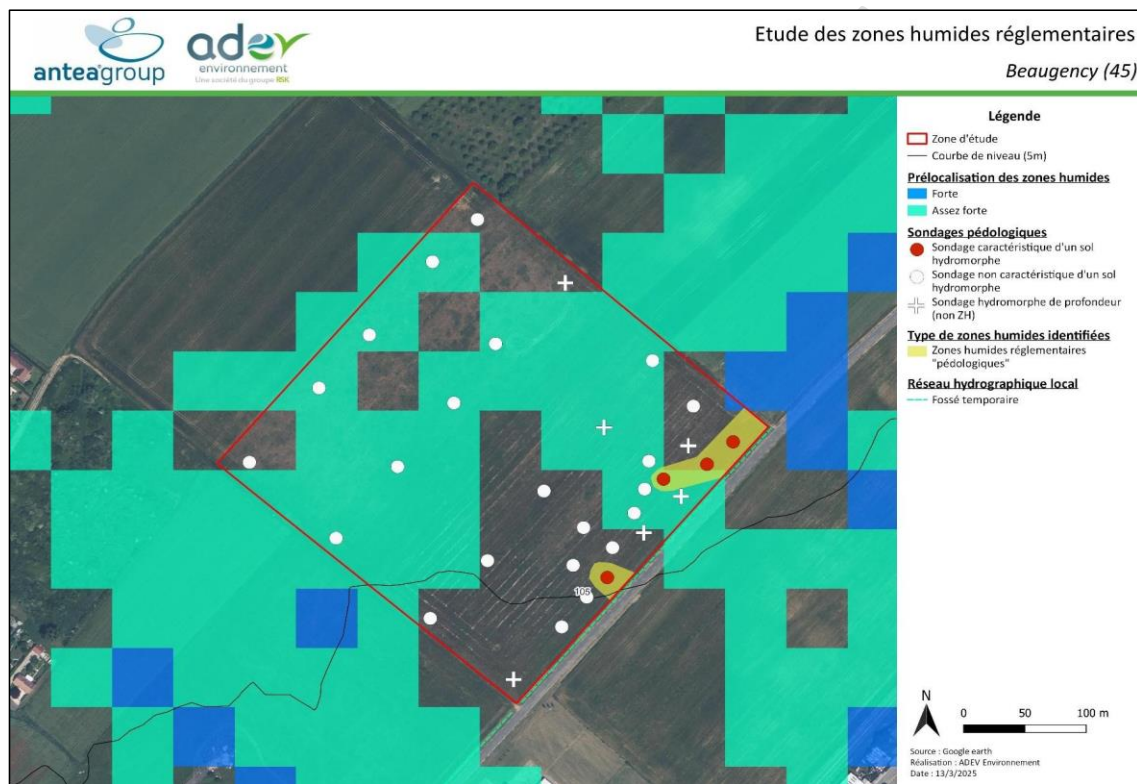 anteagroup
adev
environnement
Une société du groupe RSK
Etude des zones humides réglementaires
Beaugency (45)
Légende
Zone d'étude
Courbe de niveau (5m)
Prélocalisation des zones humides
Forte
Assez forte
Sondages pédologiques
Sondage caractéristique d'un sol
hydromorphe
Sondage non caractéristique d'un sol
hydromorphe
Sondage hydromorphe de profondeur
(non ZH)
Type de zones humides identifiées
Zones humides réglementaires
"pédologiques"
Réseau hydrographique local
Fossé temporaire
105
N
0 50 100 m
Source : Google earth
Réalisation : ADEV Environnement
Date : 13/3/2025